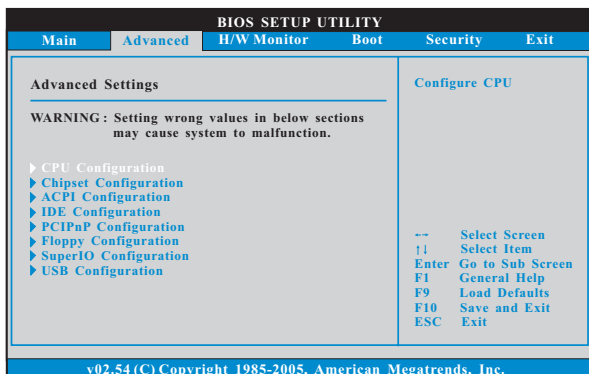 BIOS SETUP UTILITY
Main Advanced H/W Monitor Boot Security Exit
Advanced Settings
WARNING : Setting wrong values in below sections
may cause system to malfunction.
CPU Configuration
Chipset Configuration
ACPI Configuration
IDE Configuration
PCIPnP Configuration
Floppy Configuration
SuperIO Configuration
USB Configuration
Configure CPU
←→ Select Screen
↑↓ Select Item
Enter Go to Sub Screen
F1 General Help
F9 Load Defaults
F10 Save and Exit
ESC Exit
v02.54 (C) Copyright 1985-2005, American Megatrends, Inc.